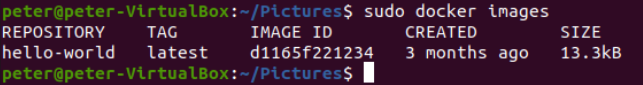 peter@peter-VirtualBox:~/Pictures$ sudo docker images
REPOSITORY TAG IMAGE ID CREATED SIZE
hello-world latest d1165f221234 3 months ago 13.3kB
peter@peter-VirtualBox:~/Pictures$